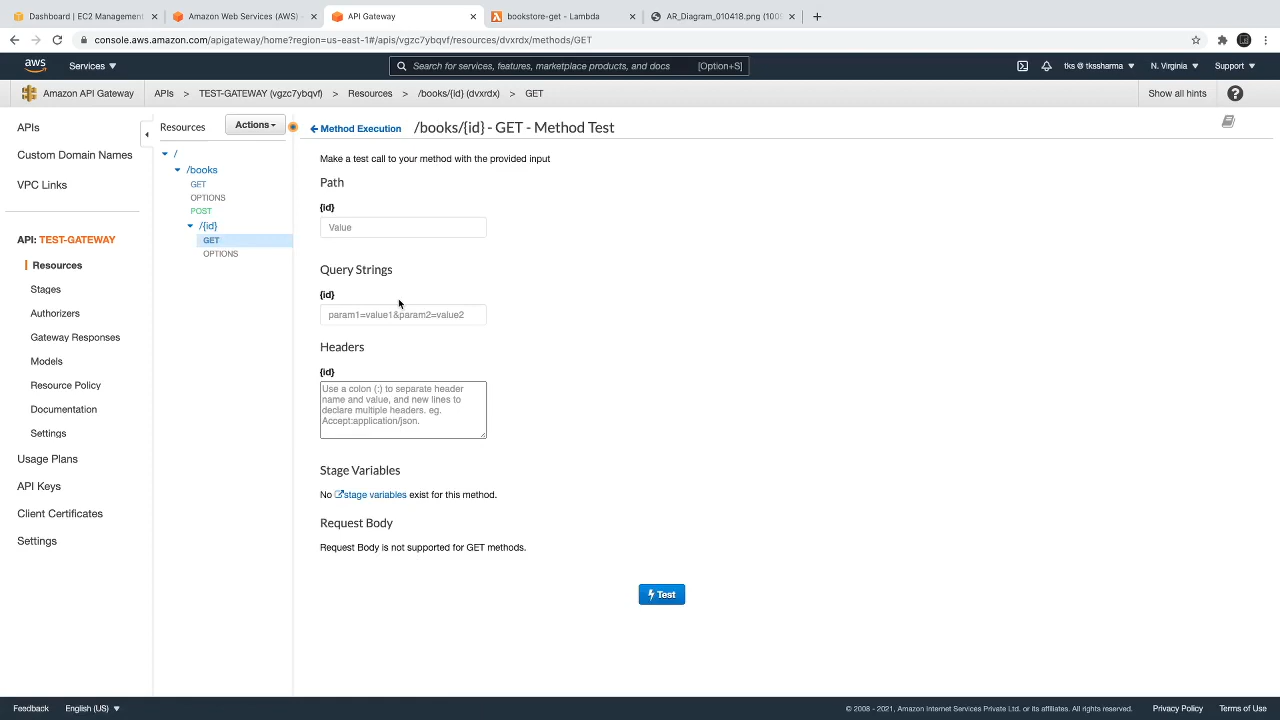 Dashboard | EC2 Management
Amazon Web Services (AWS) -
API Gateway
bookstore-get - Lambda
AR_Diagram_010418.png (100
console.aws.amazon.com/apigateway/home?region=us-east-1#/apis/vgzc7ybqvf/resources/dvxrdx/methods/GET
aws
Services
Search for services, features, marketplace products, and docs
[Option+S]
tks @ tkssharma
N. Virginia
Support
Amazon API Gateway
APIs > TEST-GATEWAY (vgzc7ybqvf) > Resources > /books/{id} (dvxrdx) > GET
Show all hints
APIs
Custom Domain Names
VPC Links
API: TEST-GATEWAY
Resources
Stages
Authorizers
Gateway Responses
Models
Resource Policy
Documentation
Settings
Usage Plans
API Keys
Client Certificates
Settings
Resources
Actions
/
/books
GET
OPTIONS
POST
/{id}
GET
OPTIONS
Method Execution
/books/{id} - GET - Method Test
Make a test call to your method with the provided input
Path
{id}
Value
Query Strings
{id}
param1=value1&param2=value2
Headers
{id}
Use a colon (:) to separate header
name and value, and new lines to
declare multiple headers. eg.
Accept:application/json.
Stage Variables
No stage variables exist for this method.
Request Body
Request Body is not supported for GET methods.
Test
Feedback
English (US)
© 2008 - 2021, Amazon Internet Services Private Ltd. or its affiliates. All rights reserved.
Privacy Policy
Terms of Use